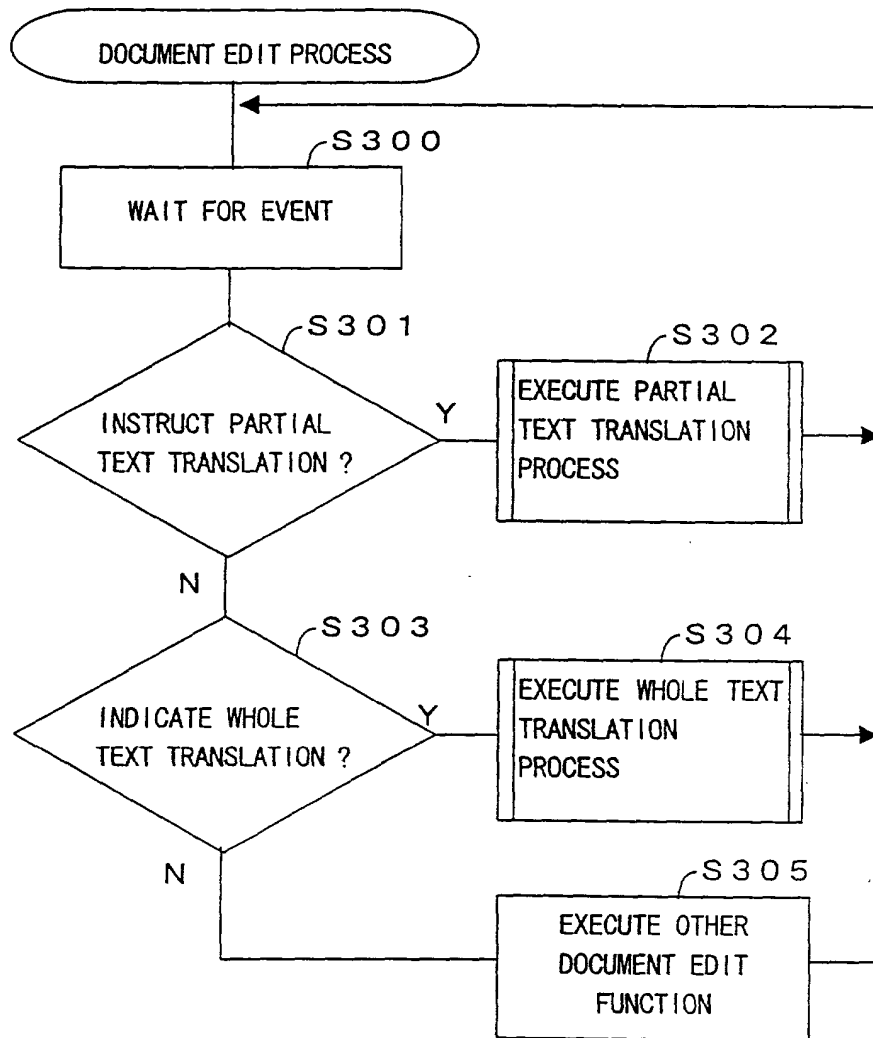 DOCUMENT EDIT PROCESS
S300
WAIT FOR EVENT
S301
INSTRUCT PARTIAL
TEXT TRANSLATION ?
Y
N
S302
EXECUTE PARTIAL
TEXT TRANSLATION
PROCESS
S303
INDICATE WHOLE
TEXT TRANSLATION ?
Y
N
S304
EXECUTE WHOLE TEXT
TRANSLATION
PROCESS
S305
EXECUTE OTHER
DOCUMENT EDIT
FUNCTION